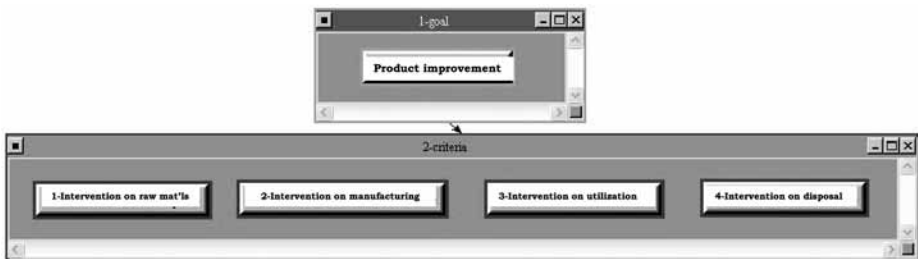 1-goal
Product improvement
2-criteria
1-Intervention on raw mat'ls
2-Intervention on manufacturing
3-Intervention on utilization
4-Intervention on disposal